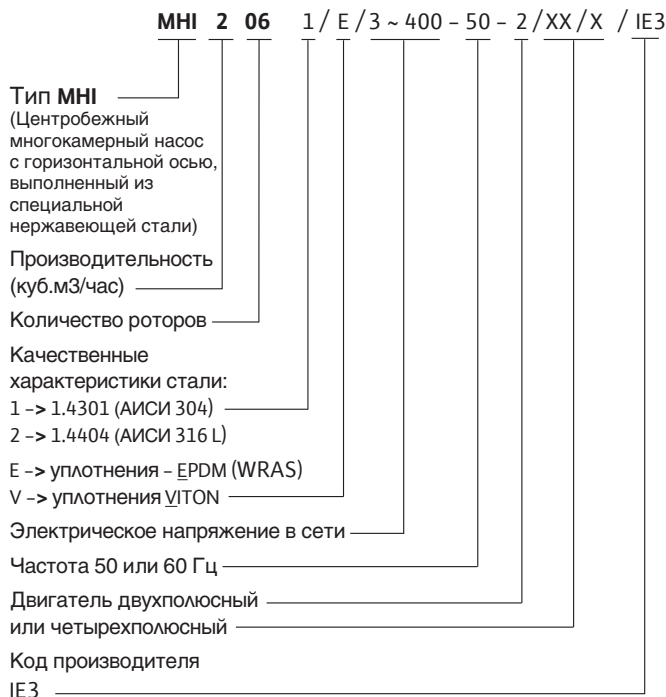 MHI 2 06 1 / E / 3 ~ 400 – 50 – 2 / XX / X / IE3
Тип MHI
(Центробежный
многокамерный насос
с горизонтальной осью,
выполненный из
специальной
нержавеющей стали)
Производительность
(куб.м3/час)
Количество роторов
Качественные
характеристики стали:
1 –> 1.4301 (АИСИ 304)
2 –> 1.4404 (АИСИ 316 L)
E –> уплотнения – EPDM (WRAS)
V –> уплотнения VITON
Электрическое напряжение в сети
Частота 50 или 60 Гц
Двигатель двухполюсный
или четырехполюсный
Код производителя
IE3